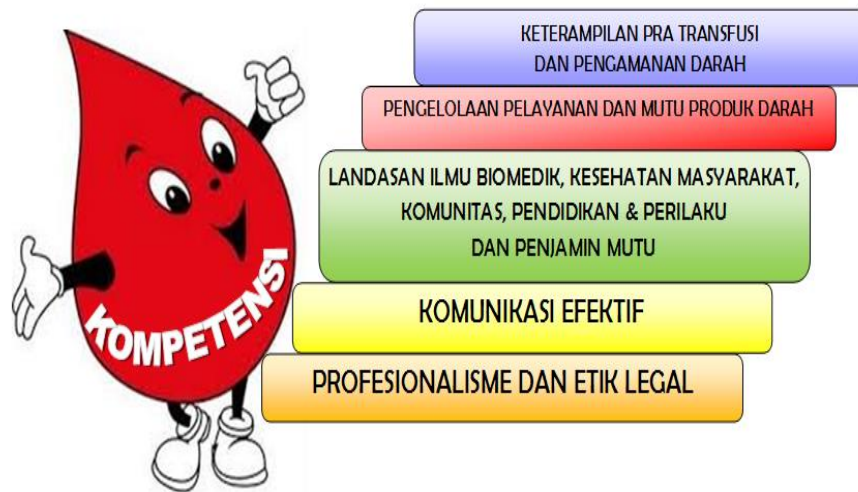 KETERAMPILAN PRA TRANSFUSI
DAN PENGAMANAN DARAH
PENGELOLAAN PELAYANAN DAN MUTU PRODUK DARAH
LANDASAN ILMU BIOMEDIK, KESEHATAN MASYARAKAT,
KOMUNITAS, PENDIDIKAN & PERILAKU
DAN PENJAMIN MUTU
KOMUNIKASI EFEKTIF
PROFESIONALISME DAN ETIK LEGAL
KOMPETENSI